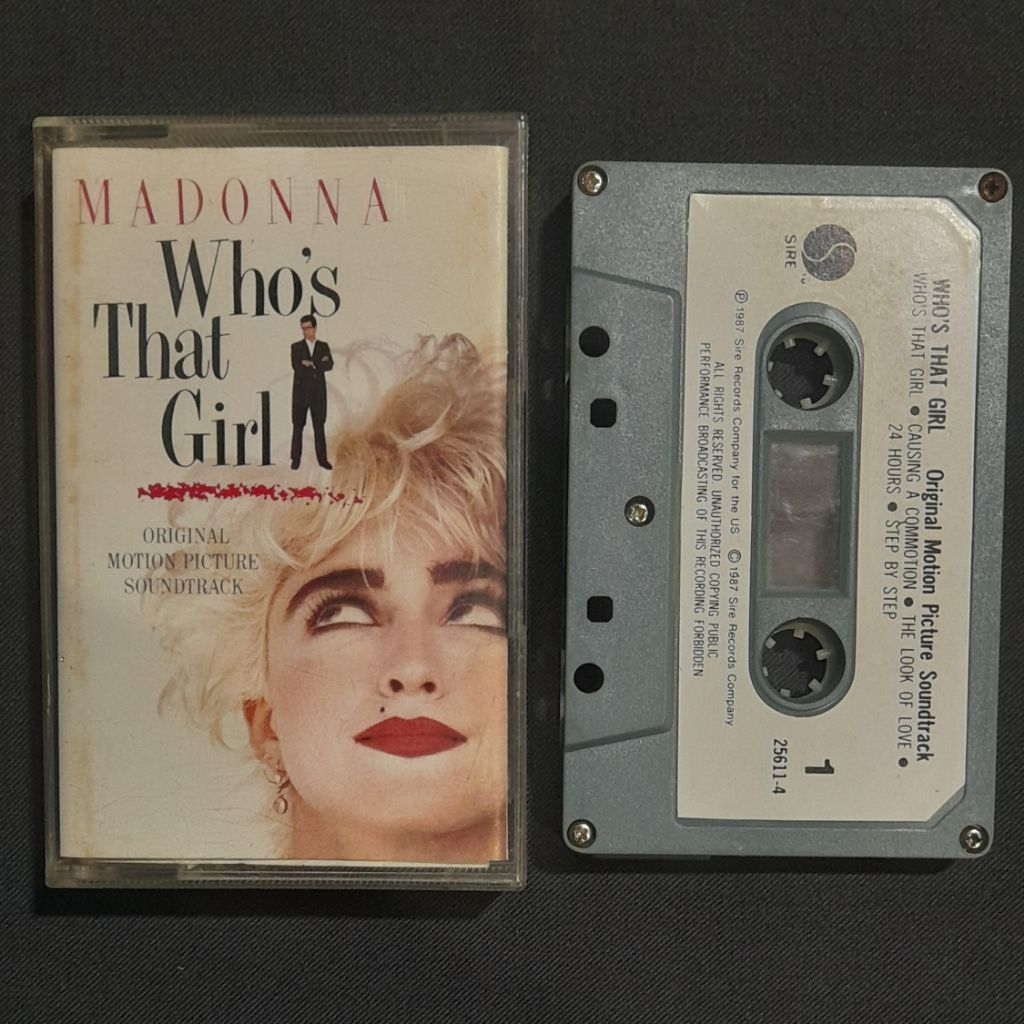 MADONNA
Who's
That
Girl
ORIGINAL
MOTION PICTURE
SOUNDTRACK
WHO'S THAT GIRL Original Motion Picture Soundtrack
WHO'S THAT GIRL • CAUSING A COMMOTION • THE LOOK OF LOVE •
24 HOURS • STEP BY STEP
SIRE
1
25611-4
℗ 1987 Sire Records Company for the US © 1987 Sire Records Company
ALL RIGHTS RESERVED. UNAUTHORIZED COPYING PUBLIC
PERFORMANCE BROADCASTING OF THIS RECORDING FORBIDDEN